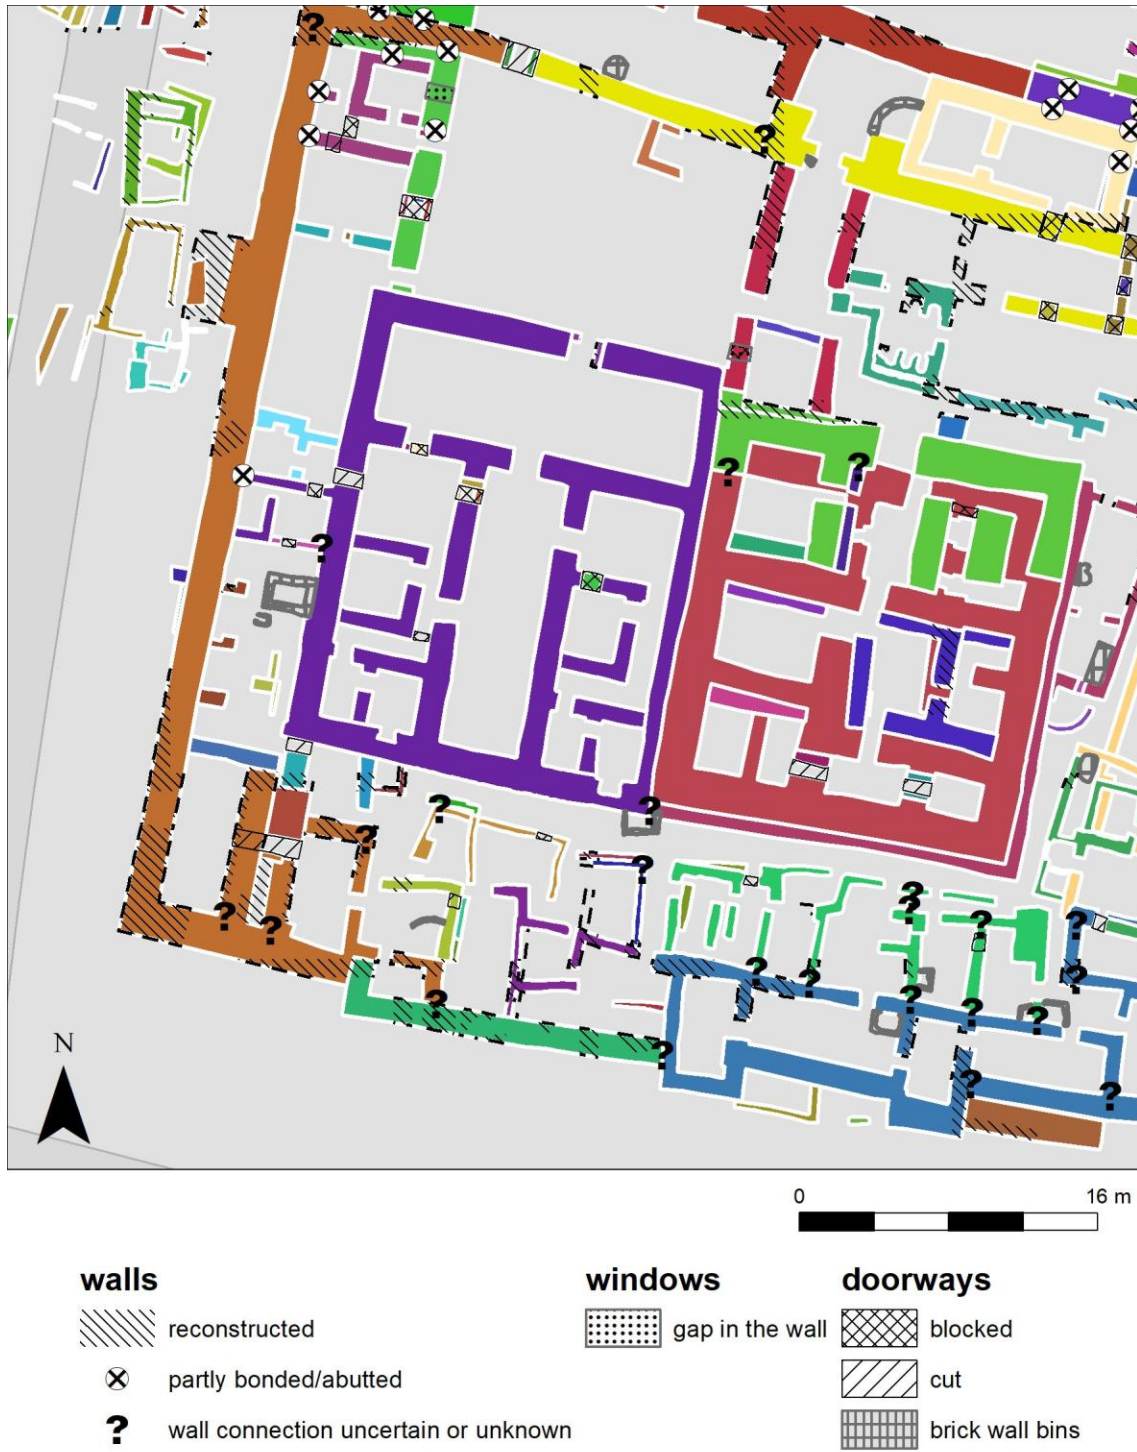 N
0 16 m
walls windows doorways
reconstructed gap in the wall blocked
partly bonded/abutted cut
? wall connection uncertain or unknown brick wall bins